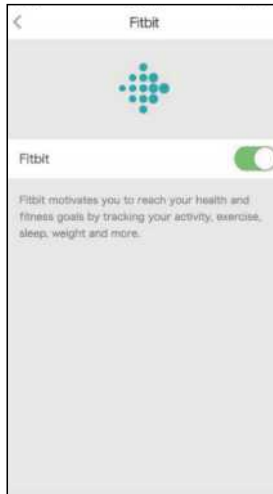 Fitbit
Fitbit
Fitbit motivates you to reach your health and
fitness goals by tracking your activity, exercise,
sleep, weight and more.